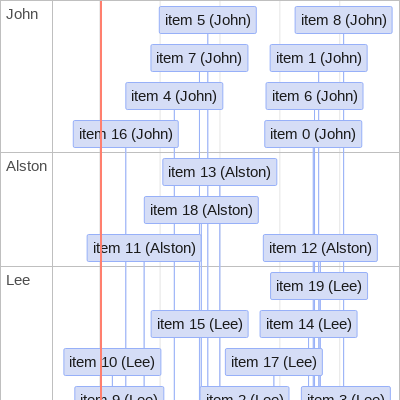 John
item 5 (John)
item 8 (John)
item 7 (John)
item 1 (John)
item 4 (John)
item 6 (John)
item 16 (John)
item 0 (John)
Alston
item 13 (Alston)
item 18 (Alston)
item 11 (Alston)
item 12 (Alston)
Lee
item 19 (Lee)
item 15 (Lee)
item 14 (Lee)
item 10 (Lee)
item 17 (Lee)
item 9 (Lee)
item 2 (Lee)
item 3 (Lee)